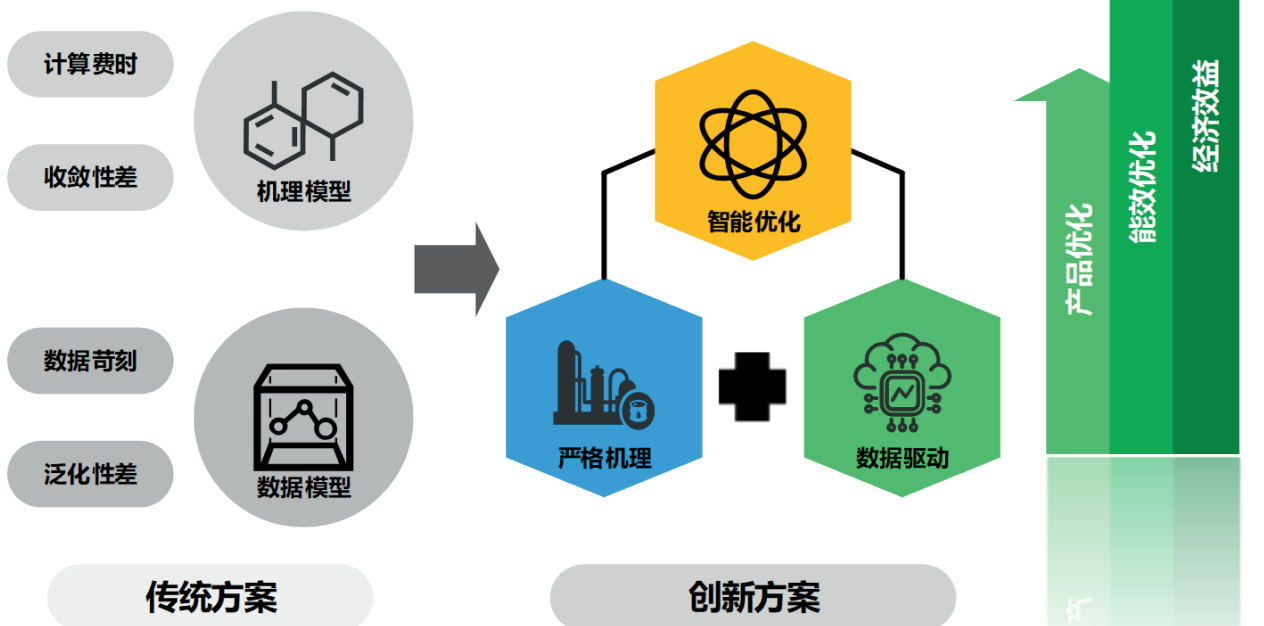 计算费时
收敛性差
机理模型
数据苛刻
泛化性差
数据模型
传统方案
智能优化
严格机理
数据驱动
创新方案
产品优化
能效优化
经济效益